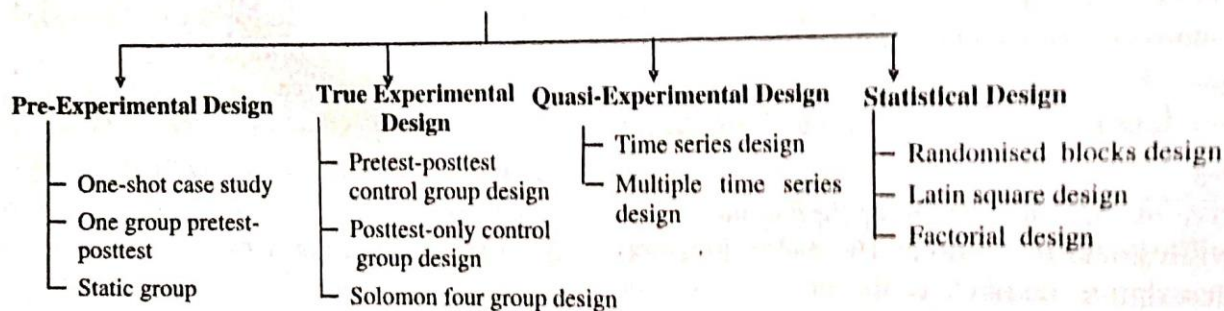 Pre-Experimental Design
One-shot case study
One group pretest-
posttest
Static group
True Experimental
Design
Pretest-posttest
control group design
Posttest-only control
group design
Solomon four group design
Quasi-Experimental Design
Time series design
Multiple time series
design
Statistical Design
Randomised blocks design
Latin square design
Factorial design